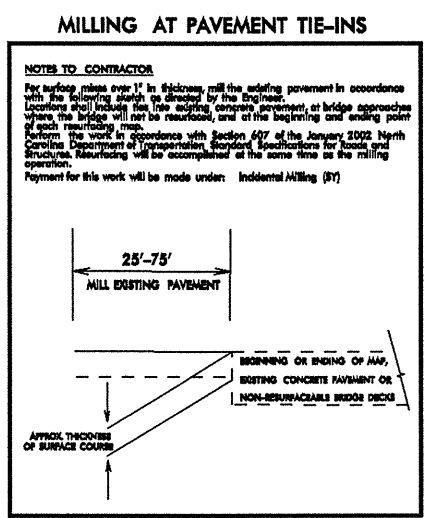 MILLING AT PAVEMENT TIE-INS
NOTES TO CONTRACTOR
For surface mixes over 1" in thickness, mill the existing pavement in accordance
with the following sketch as directed by the Engineer.
Locations shall include ties into existing concrete pavement, at bridge approaches
where the bridge will not be resurfaced, and at the beginning and ending point
of each resurfacing map.
Perform the work in accordance with Section 607 of the January 2002 North
Carolina Department of Transportation Standard Specifications for Roads and
Structures. Resurfacing will be accomplished at the same time as the milling
operation.
Payment for this work will be made under: Incidental Milling (SY)
25'-75'
MILL EXISTING PAVEMENT
BEGINNING OR ENDING OF MAP,
EXISTING CONCRETE PAVEMENT OR
NON-RESURFACEABLE BRIDGE DECKS
APPROX. THICKNESS
OF SURFACE COURSE